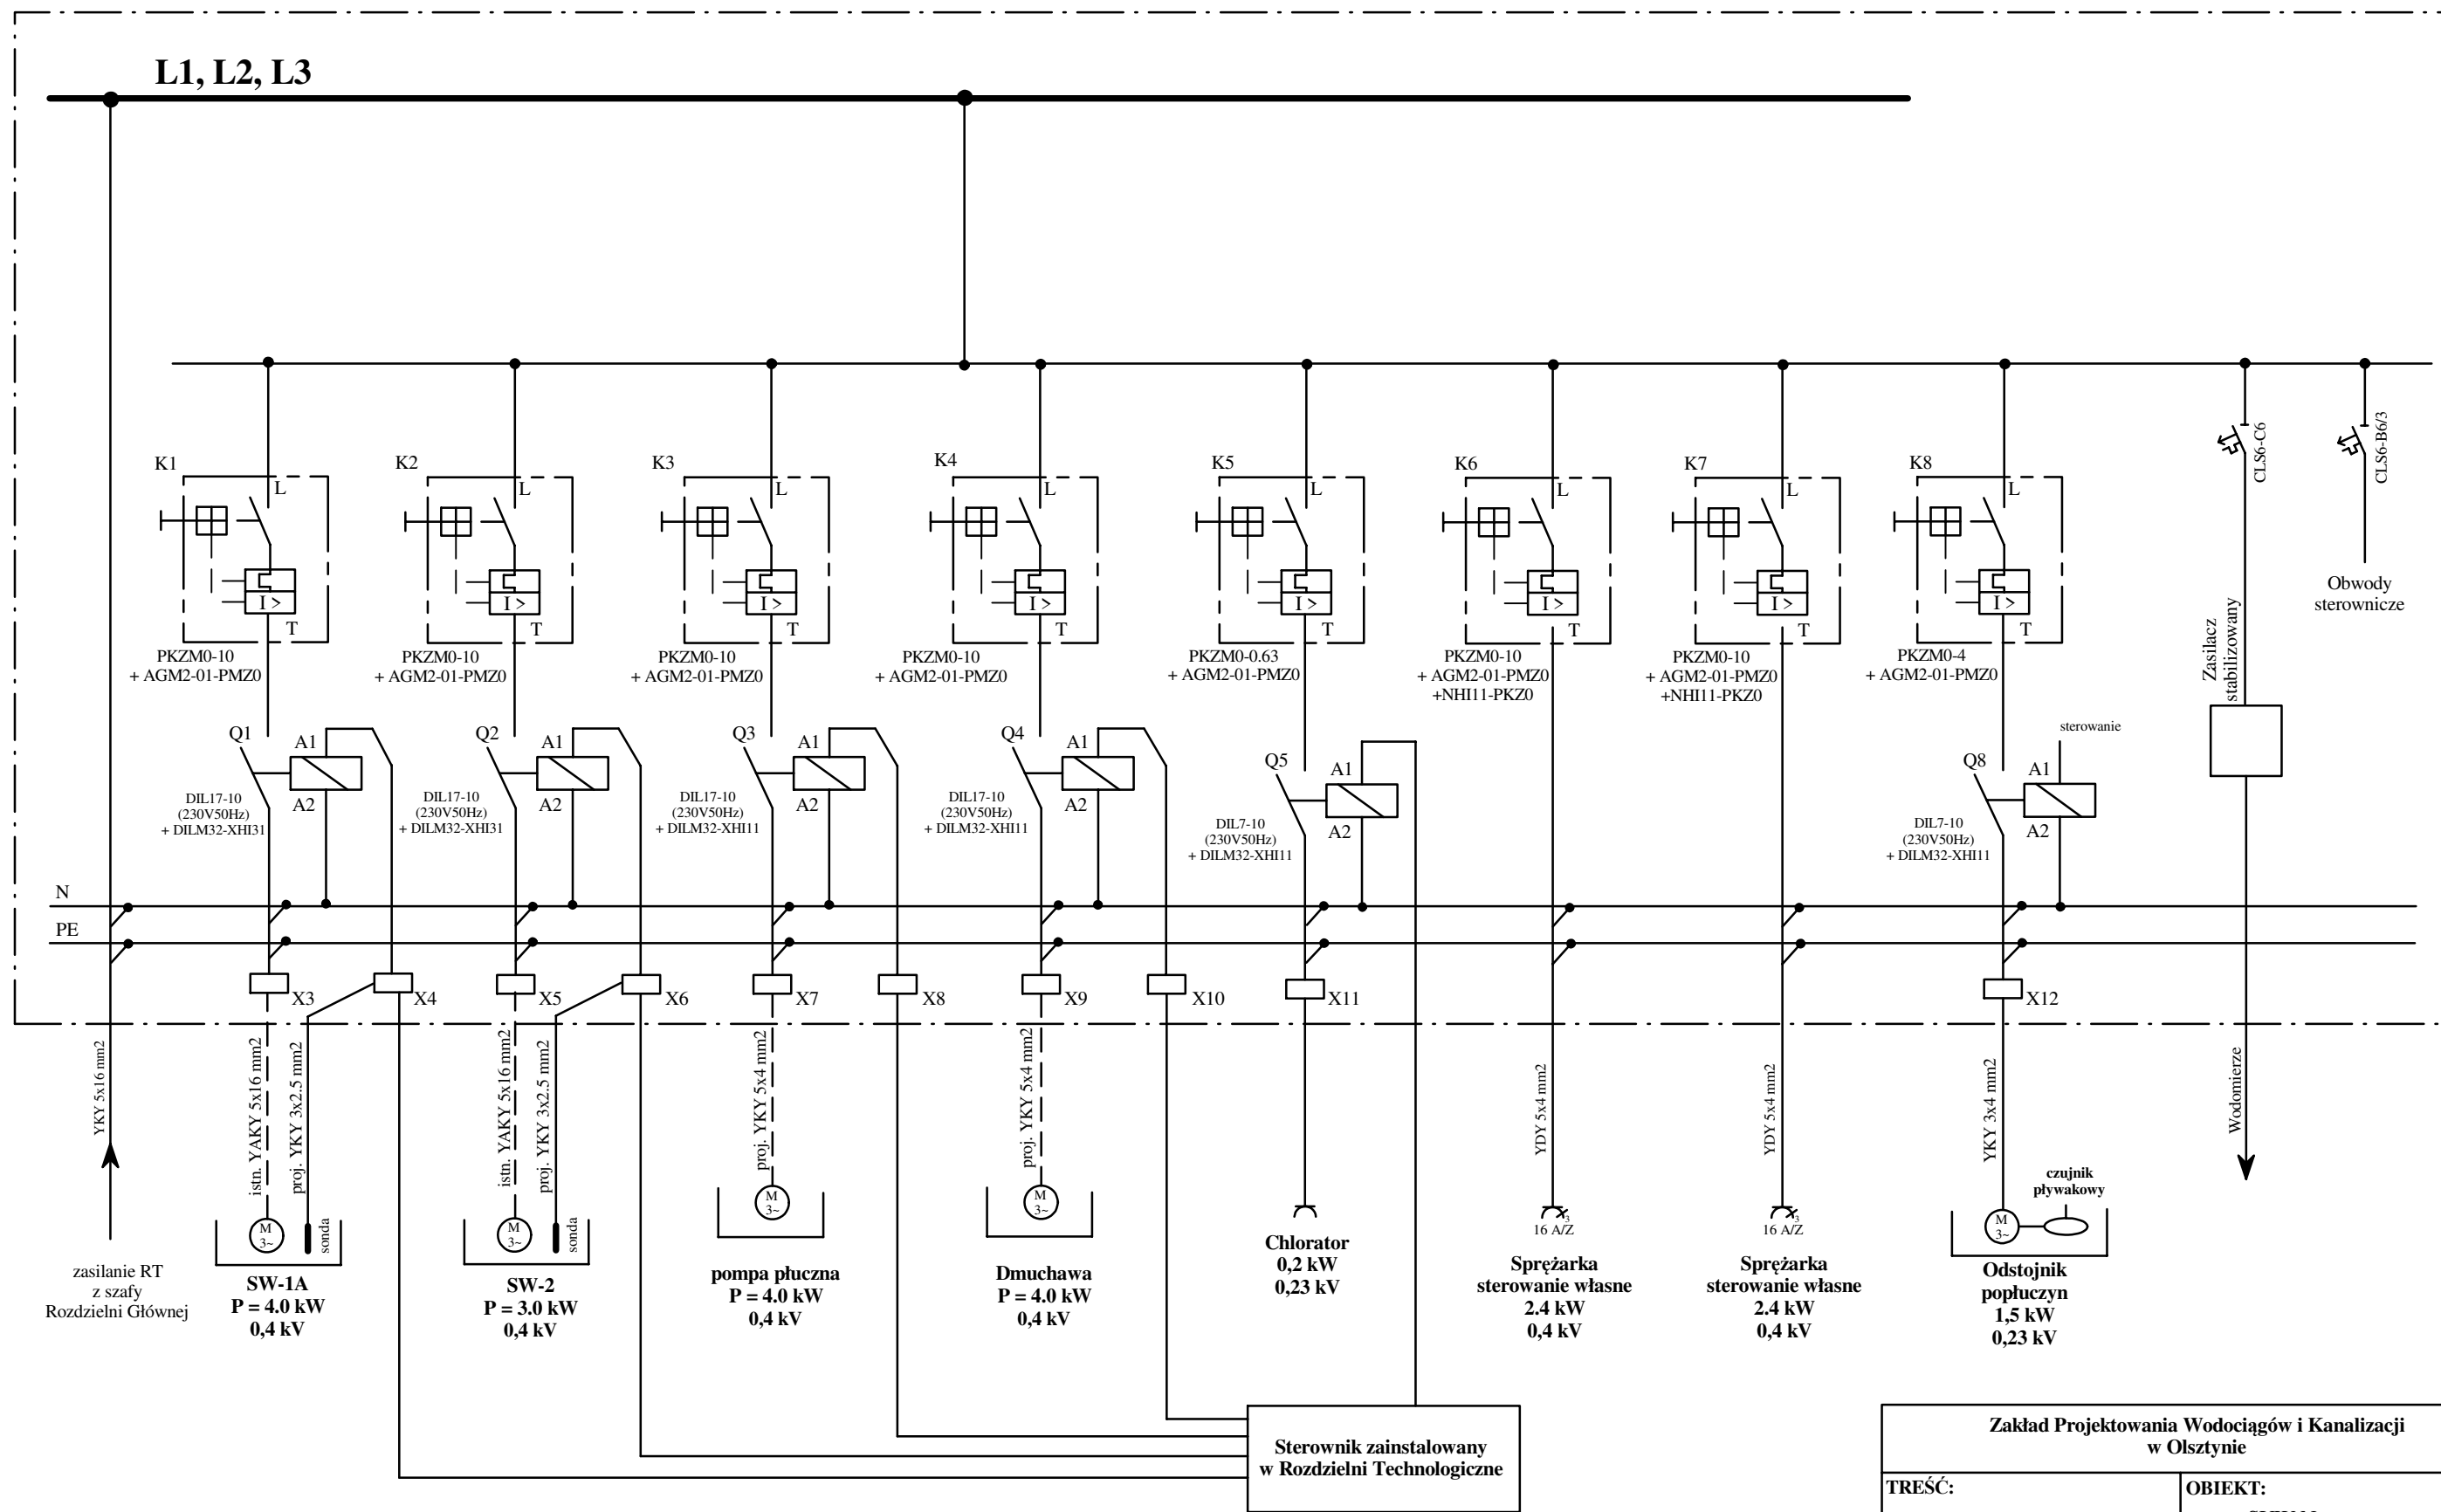 L1, L2, L3
K1
L
I >
T
PKZM0-10
+ AGM2-01-PMZ0
K2
L
I >
T
PKZM0-10
+ AGM2-01-PMZ0
K3
L
I >
T
PKZM0-10
+ AGM2-01-PMZ0
K4
L
I >
T
PKZM0-10
+ AGM2-01-PMZ0
K5
L
I >
T
PKZM0-0.63
+ AGM2-01-PMZ0
K6
L
I >
T
PKZM0-10
+ AGM2-01-PMZ0
+NHI11-PKZ0
K7
L
I >
T
PKZM0-10
+ AGM2-01-PMZ0
+NHI11-PKZ0
K8
L
I >
T
PKZM0-4
+ AGM2-01-PMZ0
CLS6-C6
CLS6-B6/3
Zasilacz
stabilizowany
Obwody
sterownicze
Q1
A1
A2
DIL17-10
(230V50Hz)
+ DILM32-XHI31
Q2
A1
A2
DIL17-10
(230V50Hz)
+ DILM32-XHI31
Q3
A1
A2
DIL17-10
(230V50Hz)
+ DILM32-XHI11
Q4
A1
A2
DIL17-10
(230V50Hz)
+ DILM32-XHI11
Q5
A1
A2
DIL7-10
(230V50Hz)
+ DILM32-XHI11
Q8
sterowanie
A1
A2
DIL7-10
(230V50Hz)
+ DILM32-XHI11
N
PE
X3
X4
X5
X6
X7
X8
X9
X10
X11
X12
YKY 5x16 mm2
istn. YAKY 5x16 mm2
proj. YKY 3x2.5 mm2
istn. YAKY 5x16 mm2
proj. YKY 3x2.5 mm2
proj. YKY 5x4 mm2
proj. YKY 5x4 mm2
YDY 5x4 mm2
YDY 5x4 mm2
YKY 3x4 mm2
Wodomierze
zasilanie RT
z szafy
Rozdzielni Głównej
M
3~
sonda
SW-1A
P = 4.0 kW
0,4 kV
M
3~
sonda
SW-2
P = 3.0 kW
0,4 kV
M
3~
pompa płuczna
P = 4.0 kW
0,4 kV
M
3~
Dmuchawa
P = 4.0 kW
0,4 kV
Chlorator
0,2 kW
0,23 kV
3
16 A/Z
Sprężarka
sterowanie własne
2.4 kW
0,4 kV
3
16 A/Z
Sprężarka
sterowanie własne
2.4 kW
0,4 kV
czujnik
pływakowy
M
3~
Odstojnik
popłuczyn
1,5 kW
0,23 kV
Sterownik zainstalowany
w Rozdzielni Technologiczne
Zakład Projektowania Wodociągów i Kanalizacji
w Olsztynie
TREŚĆ:
OBIEKT: